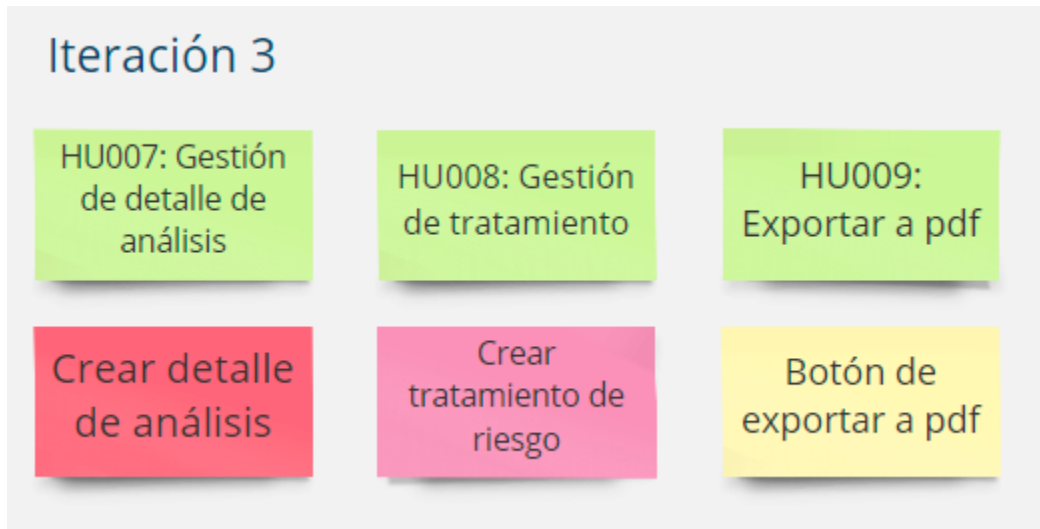 Iteración 3
HU007: Gestión
de detalle de
análisis
HU008: Gestión
de tratamiento
HU009:
Exportar a pdf
Crear detalle
de análisis
Crear
tratamiento de
riesgo
Botón de
exportar a pdf